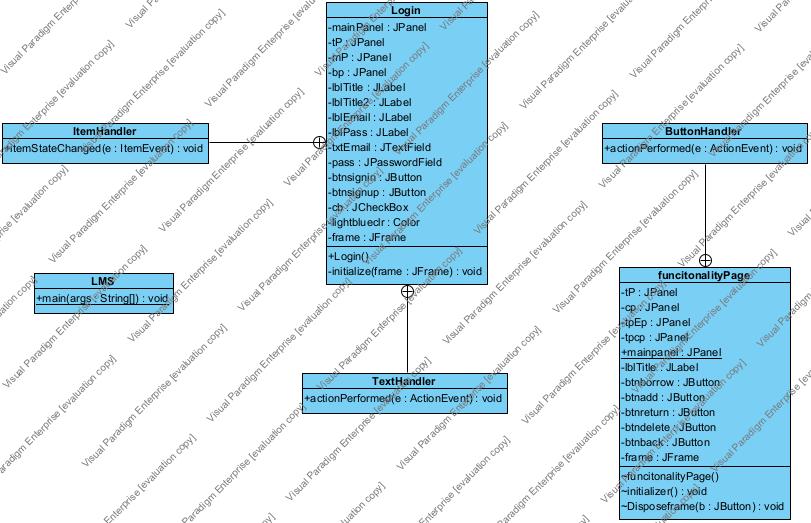 Login
-mainPanel : JPanel
-tP : JPanel
-mP : JPanel
-bp : JPanel
-lblTitle : JLabel
-lblTitle2 : JLabel
-lblEmail : JLabel
-lblPass : JLabel
-txtEmail : JTextField
-pass : JPasswordField
-btnsignin : JButton
-btnsignup : JButton
-cb : JCheckBox
-lightblueclr : Color
-frame : JFrame
+Login()
-initialize(frame : JFrame) : void
ItemHandler
+itemStateChanged(e : ItemEvent) : void
ButtonHandler
+actionPerformed(e : ActionEvent) : void
LMS
+main(args : String[]) : void
TextHandler
+actionPerformed(e : ActionEvent) : void
funcitonalityPage
-tP : JPanel
-cp : JPanel
-tpEp : JPanel
-tpcp : JPanel
+mainpanel : JPanel
-lblTitle : JLabel
-btnborrow : JButton
-btnadd : JButton
-btnreturn : JButton
-btndelete : JButton
-btnback : JButton
-frame : JFrame
~funcitonalityPage()
~initializer() : void
~Disposeframe(b : JButton) : void
Visual Paradigm Enterprise [evaluation copy]